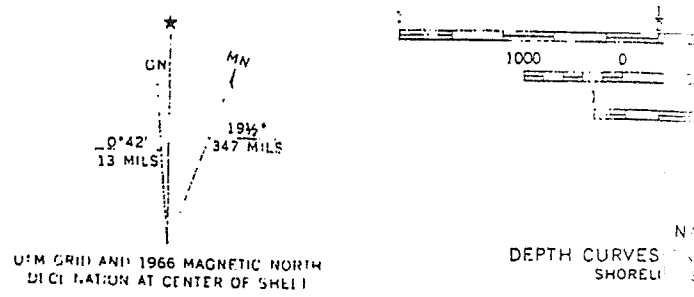 ★
GN
MN
0°42'
13 MILS
19½°
347 MILS
UTM GRID AND 1966 MAGNETIC NORTH
DECLINATION AT CENTER OF SHEET
1000 0
DEPTH CURVES
SHORELI